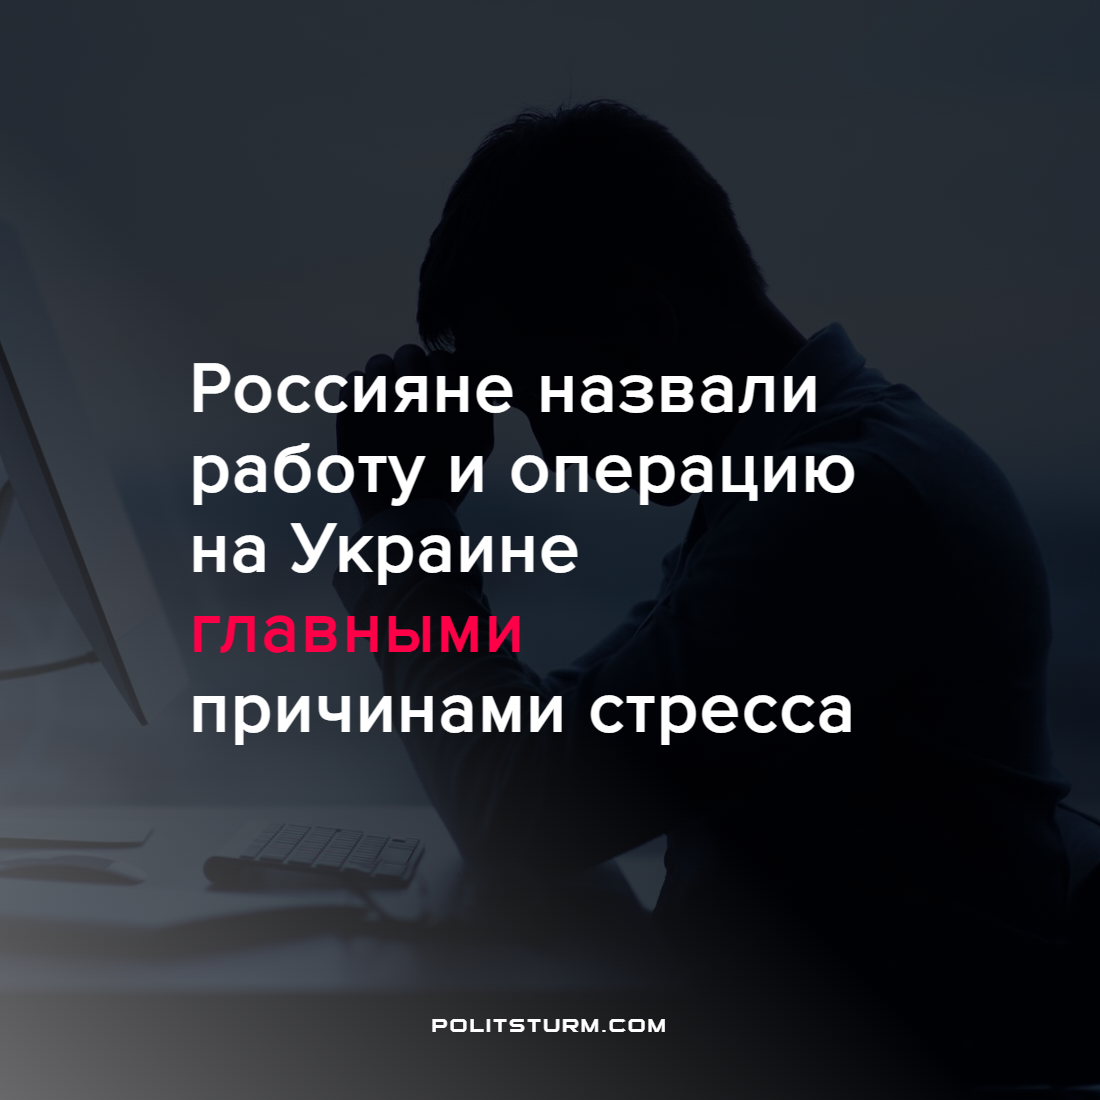 Россияне назвали
работу и операцию
на Украине
главными
причинами стресса
POLITSTURM.COM